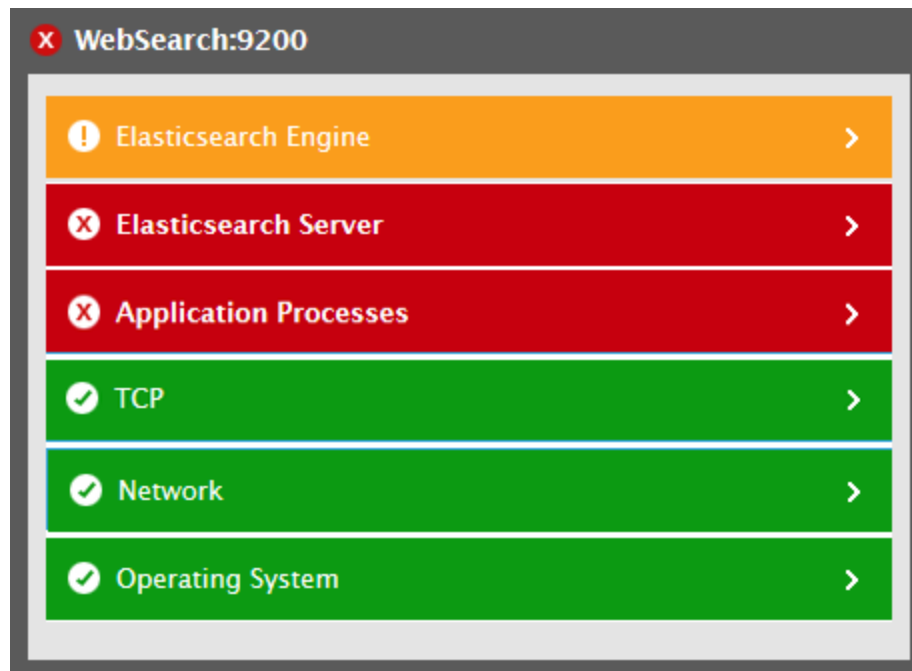 WebSearch:9200
Elasticsearch Engine
Elasticsearch Server
Application Processes
TCP
Network
Operating System